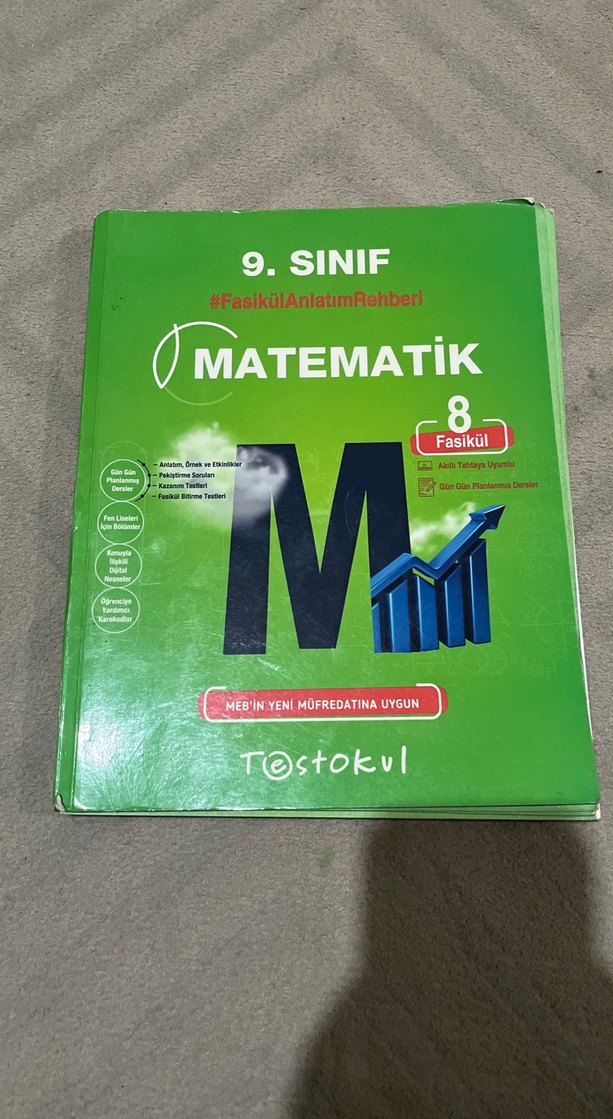 9. SINIF
#FasikülAnlatımRehberi
MATEMATİK
8
Fasikül
Akıllı Tahtaya Uyumlu
Gün Gün Planlanmış Dersler
Gün Gün
Planlanmış
Dersler
– Anlatım, Örnek ve Etkinlikler
– Pekiştirme Soruları
– Kazanım Testleri
– Fasikül Bitirme Testleri
Fen Liseleri
İçin Bölümler
Konuyla
İlişkili
Dijital
Nesneler
Öğrenciye
Yardımcı
Karekodlar
M
MEB'İN YENİ MÜFREDATINA UYGUN
Testokul